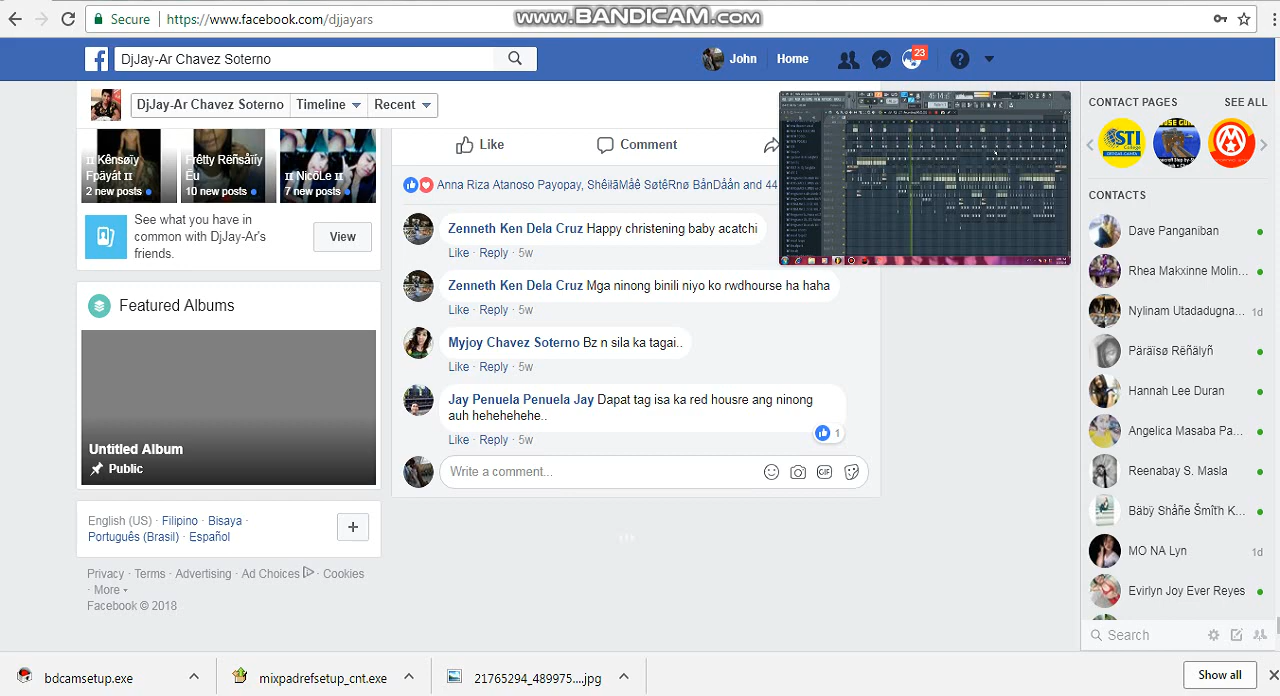 Secure https://www.facebook.com/djjayars
www.BANDICAM.com
DjJay-Ar Chavez Soterno
John Home 23
DjJay-Ar Chavez Soterno Timeline Recent
CONTACT PAGES SEE ALL
STI
Like Comment
2 new posts
10 new posts
7 new posts
See what you have in
common with DjJay-Ar's
friends.
View
Featured Albums
Untitled Album
Public
English (US) · Filipino · Bisaya ·
Português (Brasil) · Español
Privacy · Terms · Advertising · Ad Choices · Cookies
· More
Facebook © 2018
Anna Riza Atanoso Payopay, ShêilâMåê SøtêRnø BånDåån and 44
Zenneth Ken Dela Cruz Happy christening baby acatchi
Like · Reply · 5w
Zenneth Ken Dela Cruz Mga ninong binili niyo ko rwdhourse ha haha
Like · Reply · 5w
Myjoy Chavez Soterno Bz n sila ka tagai..
Like · Reply · 5w
Jay Penuela Penuela Jay Dapat tag isa ka red housre ang ninong
auh hehehehehe..
1
Like · Reply · 5w
Write a comment...
GIF
CONTACTS
Dave Panganiban
Rhea Makxinne Molin...
Nylinam Utadadugna... 1d
Päräïsø Rëñälyñ
Hannah Lee Duran
Angelica Masaba Pa...
Reenabay S. Masla
Bäbÿ Shåñe Šmîth K...
MO NA Lyn 1d
Evirlyn Joy Ever Reyes
Search
bdcamsetup.exe
mixpadrefsetup_cnt.exe
21765294_489975....jpg
Show all